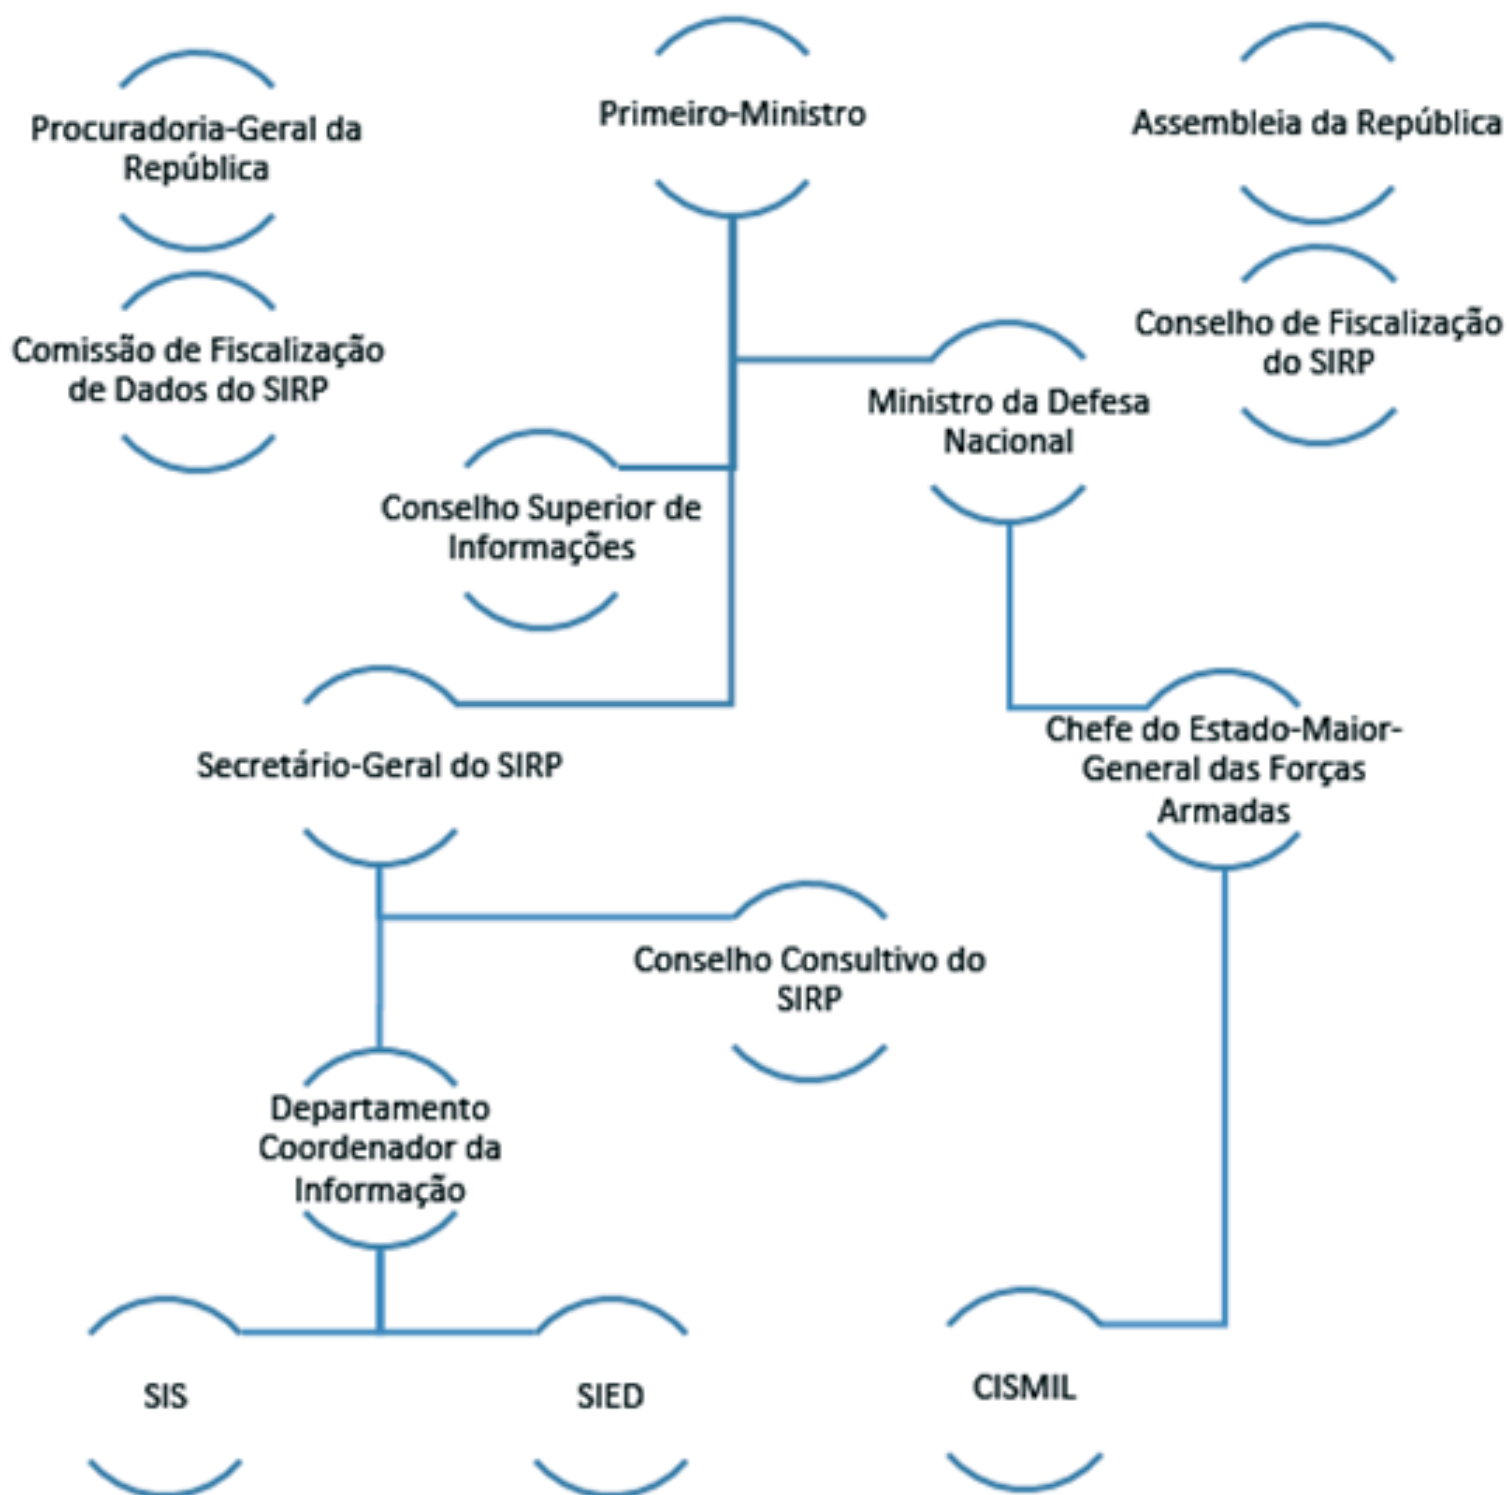 Procuradoria-Geral da
República
Primeiro-Ministro
Assembleia da República
Comissão de Fiscalização
de Dados do SIRP
Conselho de Fiscalização
do SIRP
Ministro da Defesa
Nacional
Conselho Superior de
Informações
Secretário-Geral do SIRP
Chefe do Estado-Maior-
General das Forças
Armadas
Conselho Consultivo do
SIRP
Departamento
Coordenador da
Informação
SIS
SIED
CISMIL